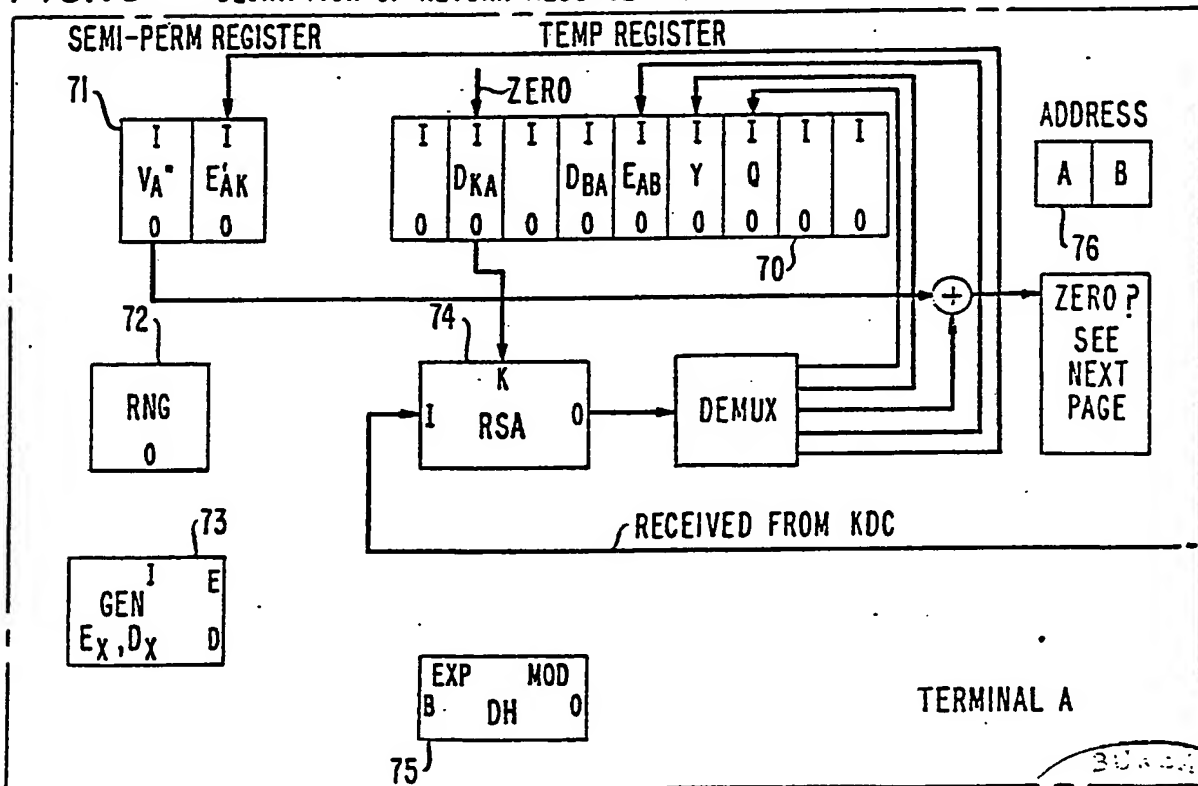 SEMI-PERM REGISTER
TEMP REGISTER
71
ZERO
ADDRESS
I I
V_A" E'_AK
0 0
I I I I I I I I I
D_KA D_BA E_AB Y Q
0 0 0 0 0 0 0 0 0
A B
76
70
72
74
+
ZERO?
SEE
NEXT
PAGE
RNG
0
K
I RSA 0
DEMUX
RECEIVED FROM KDC
73
I E
GEN
E_X, D_X D
EXP MOD
B DH 0
75
TERMINAL A